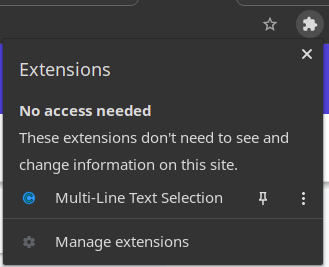 Extensions
No access needed
These extensions don't need to see and
change information on this site.
Multi-Line Text Selection
Manage extensions